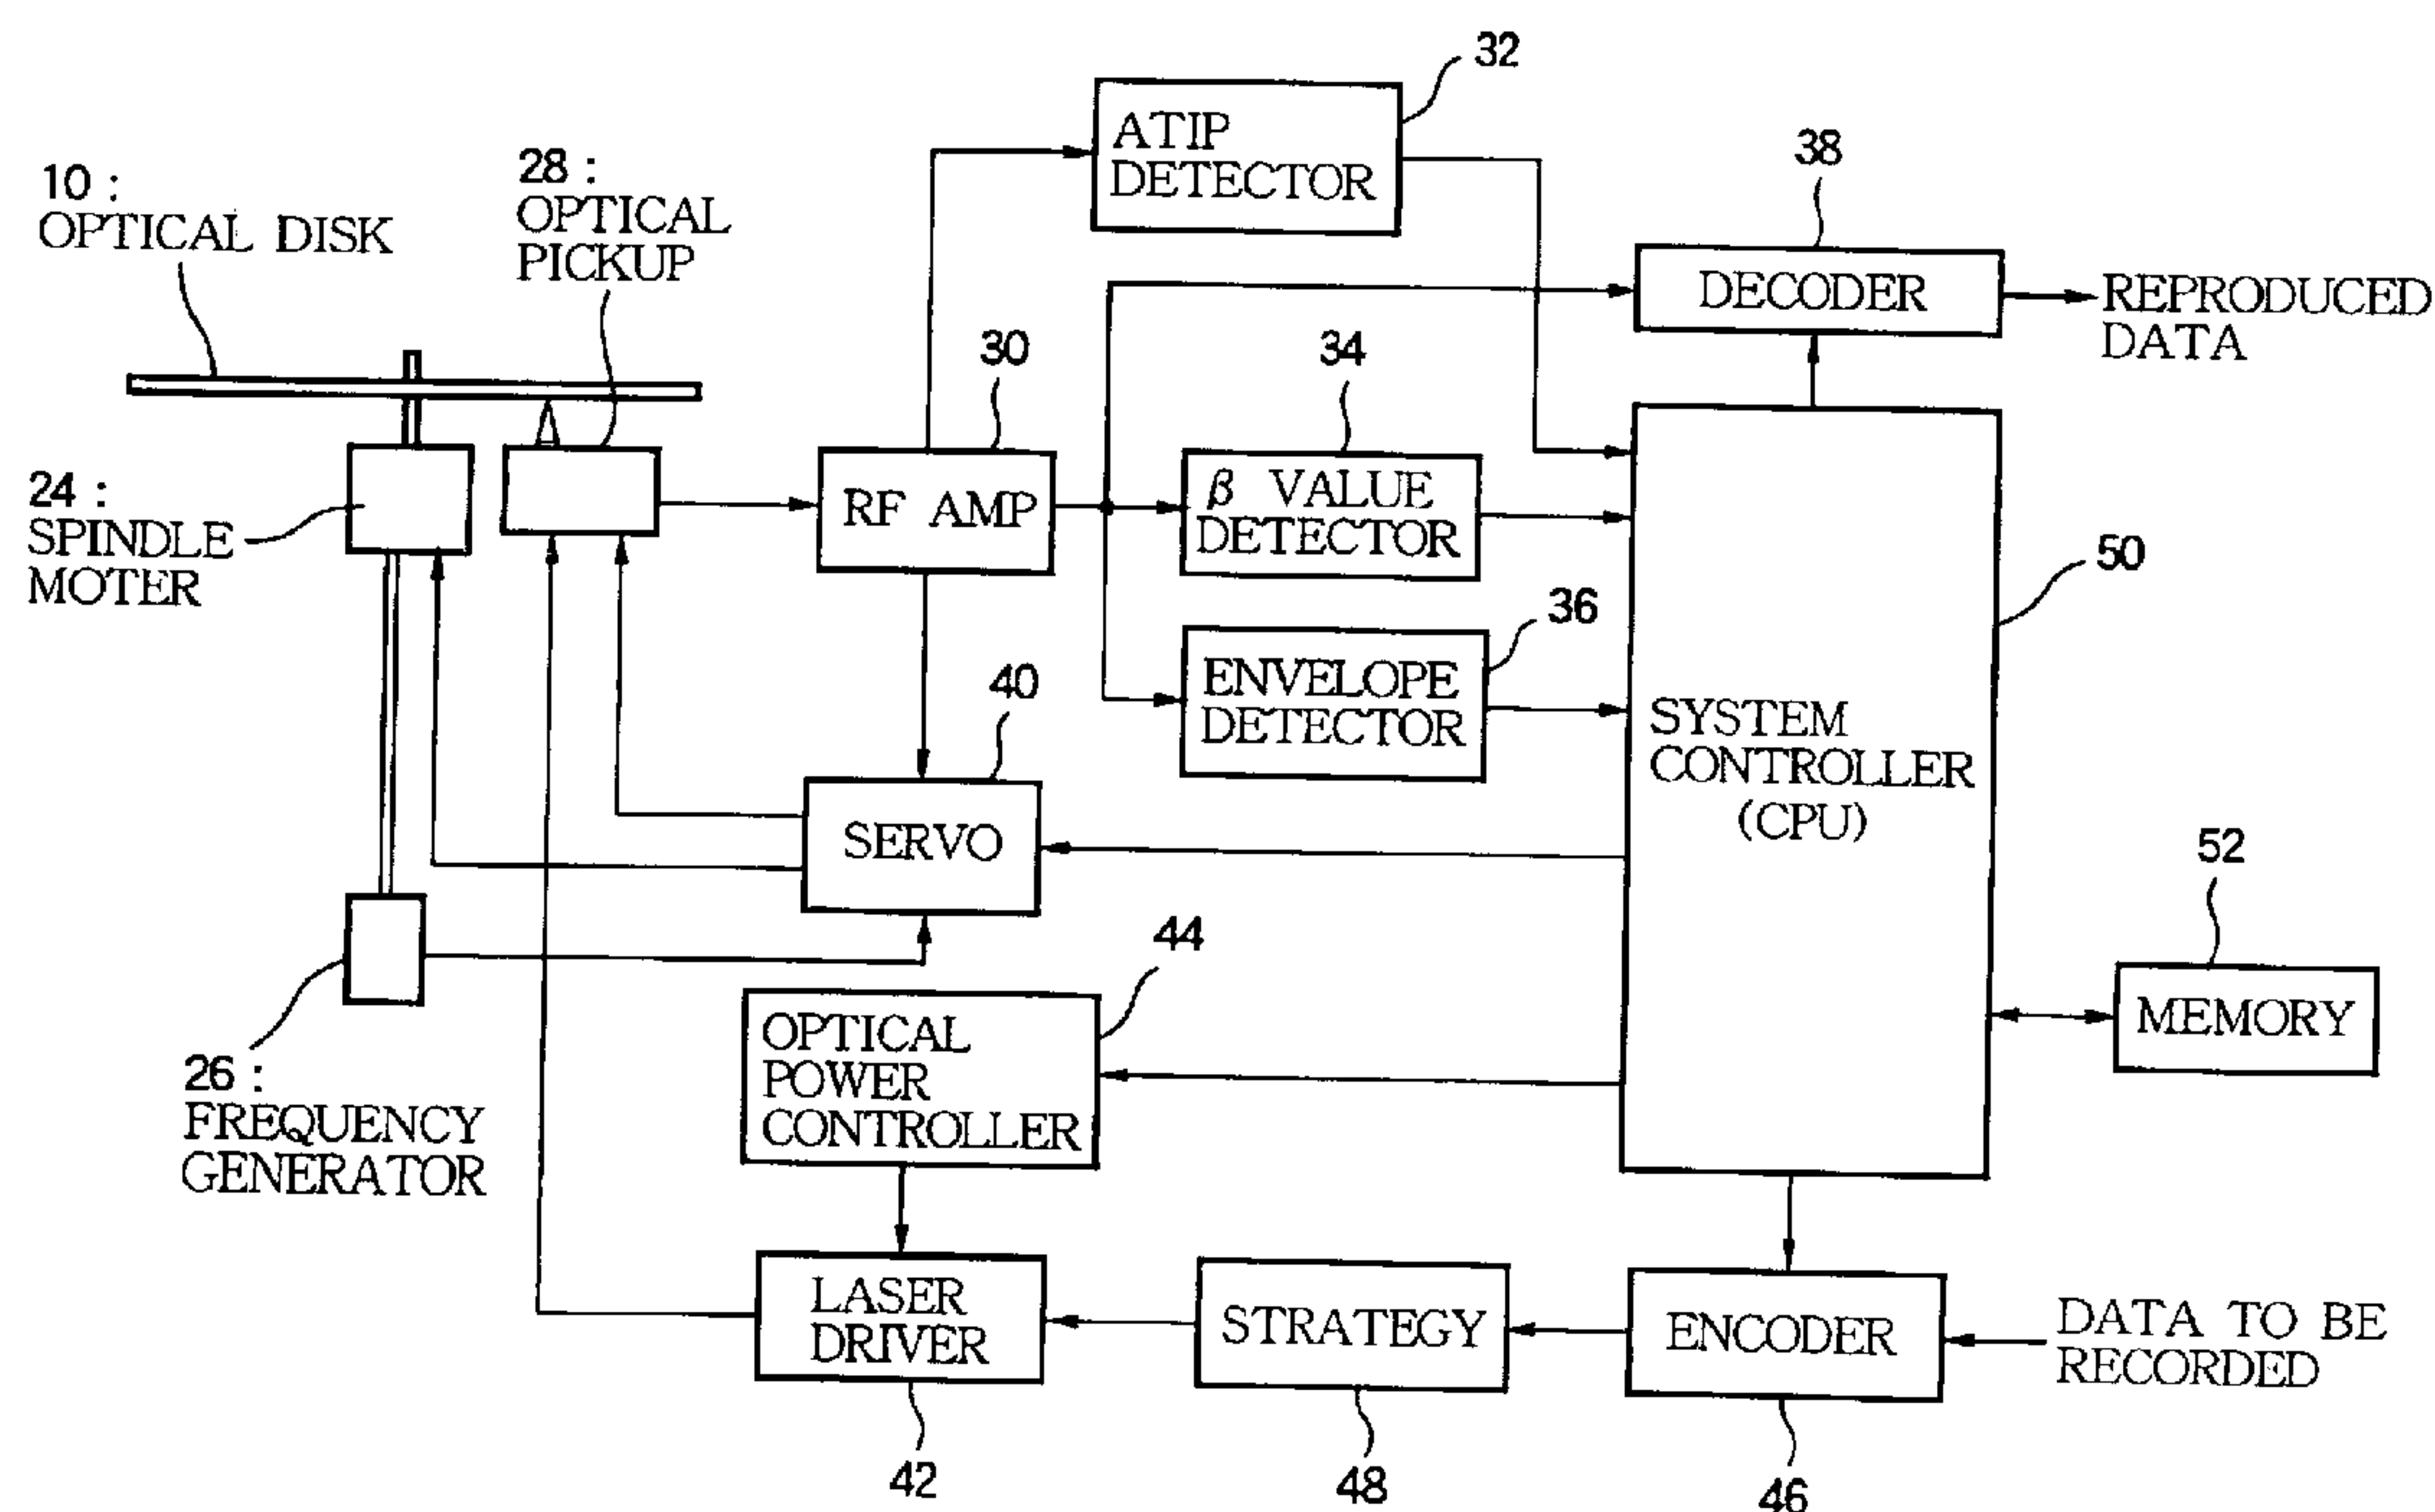 32
ATIP
DETECTOR
38
10 :
OPTICAL DISK
28 :
OPTICAL
PICKUP
DECODER
REPRODUCED
DATA
30
34
24 :
SPINDLE
MOTER
RF AMP
β VALUE
DETECTOR
50
36
ENVELOPE
DETECTOR
40
SYSTEM
CONTROLLER
(CPU)
SERVO
52
44
MEMORY
OPTICAL
POWER
CONTROLLER
26 :
FREQUENCY
GENERATOR
LASER
DRIVER
STRATEGY
ENCODER
DATA TO BE
RECORDED
42
48
46